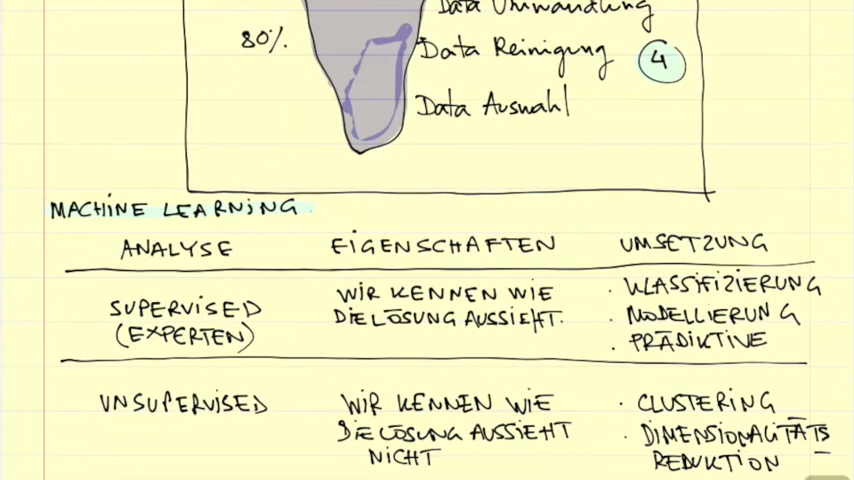 Data Umwandlung
80%. Data Reinigung 4
Data Auswahl
MACHINE LEARNING
ANALYSE EIGENSCHAFTEN UMSETZUNG
SUPERVISED WIR KENNEN WIE · KLASSIFIZIERUNG
(EXPERTEN) DIE LÖSUNG AUSSIEHT. · MODELLIERUNG
· PRÄDIKTIVE
UNSUPERVISED WIR KENNEN WIE · CLUSTERING
DIE LÖSUNG AUSSIEHT · DIMENSIONALITÄTS
NICHT REDUKTION